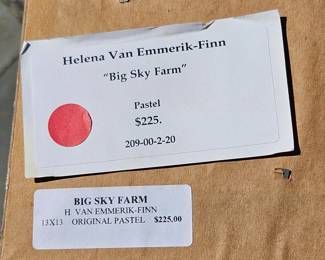 Helena Van Emmerik-Finn
"Big Sky Farm"
Pastel
$225.
209-00-2-20
BIG SKY FARM
H. VAN EMMERIK-FINN
13X13 ORIGINAL PASTEL $225.00